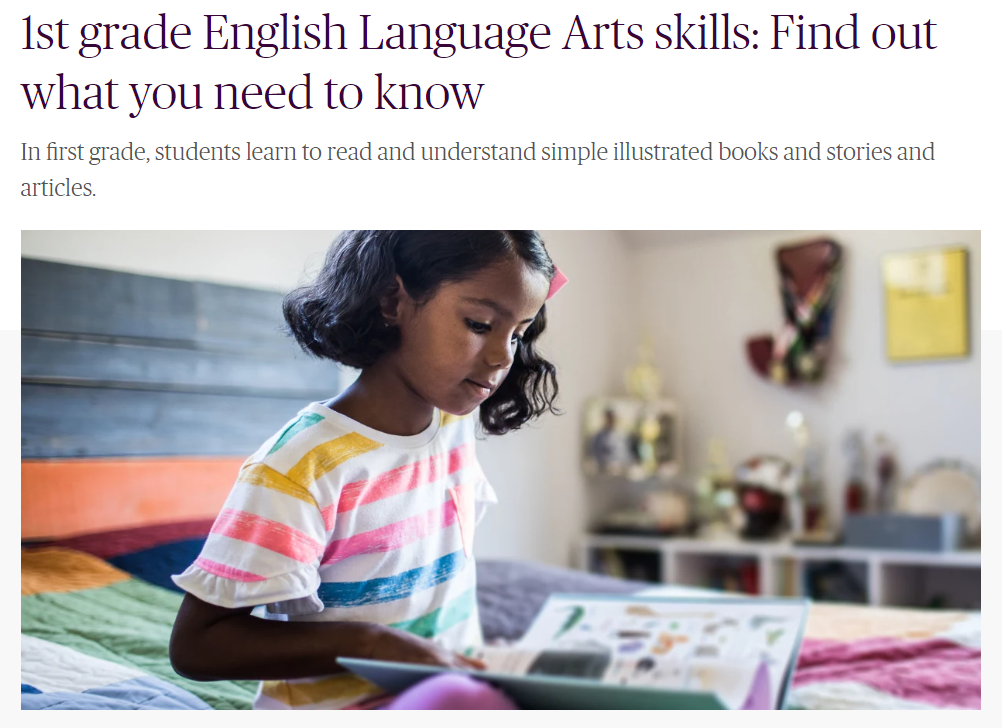 1st grade English Language Arts skills: Find out
what you need to know
In first grade, students learn to read and understand simple illustrated books and stories and
articles.